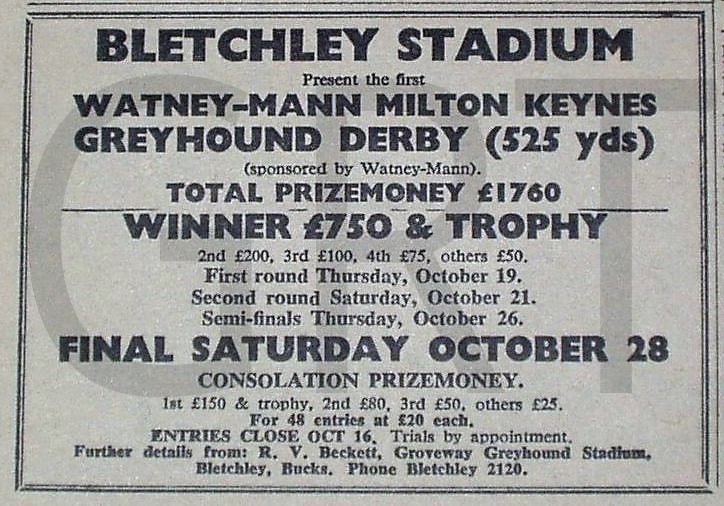 BLETCHLEY STADIUM
Present the first
WATNEY-MANN MILTON KEYNES
GREYHOUND DERBY (525 yds)
(sponsored by Watney-Mann).
TOTAL PRIZEMONEY £1760
WINNER £750 & TROPHY
2nd £200, 3rd £100, 4th £75, others £50.
First round Thursday, October 19.
Second round Saturday, October 21.
Semi-finals Thursday, October 26.
FINAL SATURDAY OCTOBER 28
CONSOLATION PRIZEMONEY.
1st £150 & trophy, 2nd £80, 3rd £50, others £25.
For 48 entries at £20 each.
ENTRIES CLOSE OCT 16. Trials by appointment.
Further details from: R. V. Beckett, Groveway Greyhound Stadium,
Bletchley, Bucks. Phone Bletchley 2120.
GRT